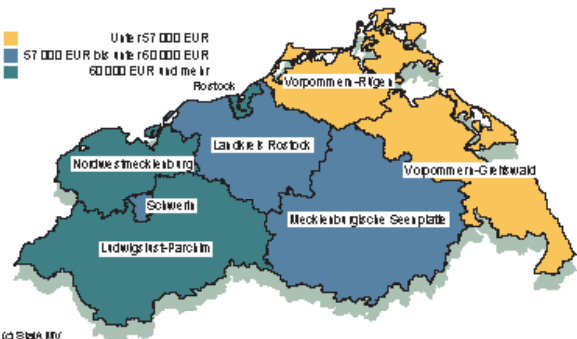 Unter 57 000 EUR
57 000 EUR bis unter 60 000 EUR
60 000 EUR und mehr
Rostock
Vorpommern-Rügen
Landkreis Rostock
Nordwestmecklenburg
Vorpommern-Greifswald
Schwerin
Mecklenburgische Seenplatte
Ludwigslust-Parchim
(c) StatA MV